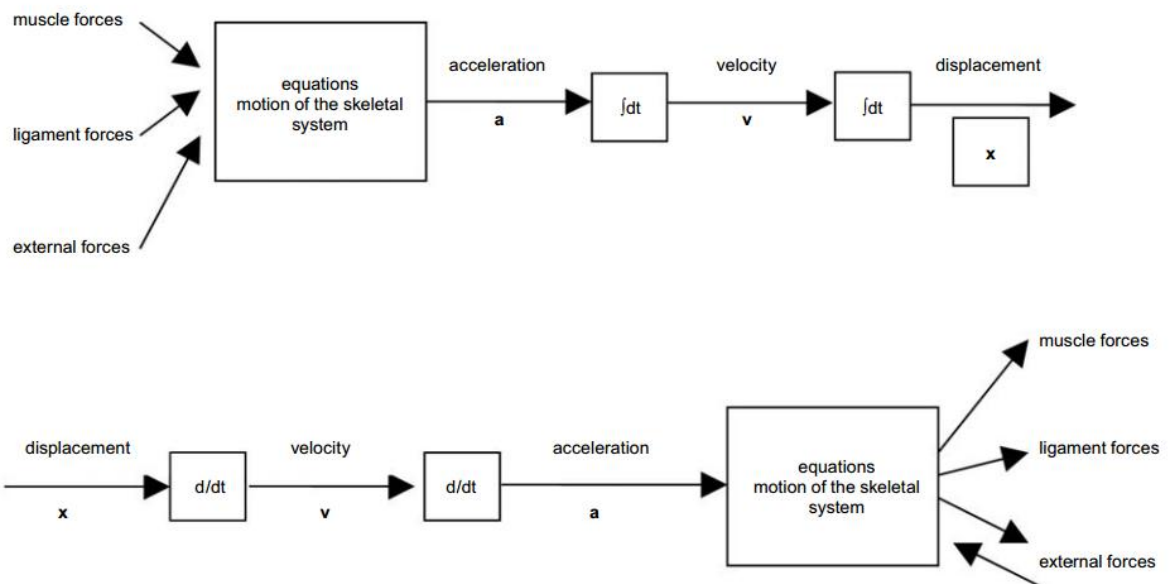 muscle forces
ligament forces
external forces
equations
motion of the skeletal
system
acceleration
a
∫dt
velocity
v
∫dt
displacement
x
displacement
x
d/dt
velocity
v
d/dt
acceleration
a
equations
motion of the skeletal
system
muscle forces
ligament forces
external forces